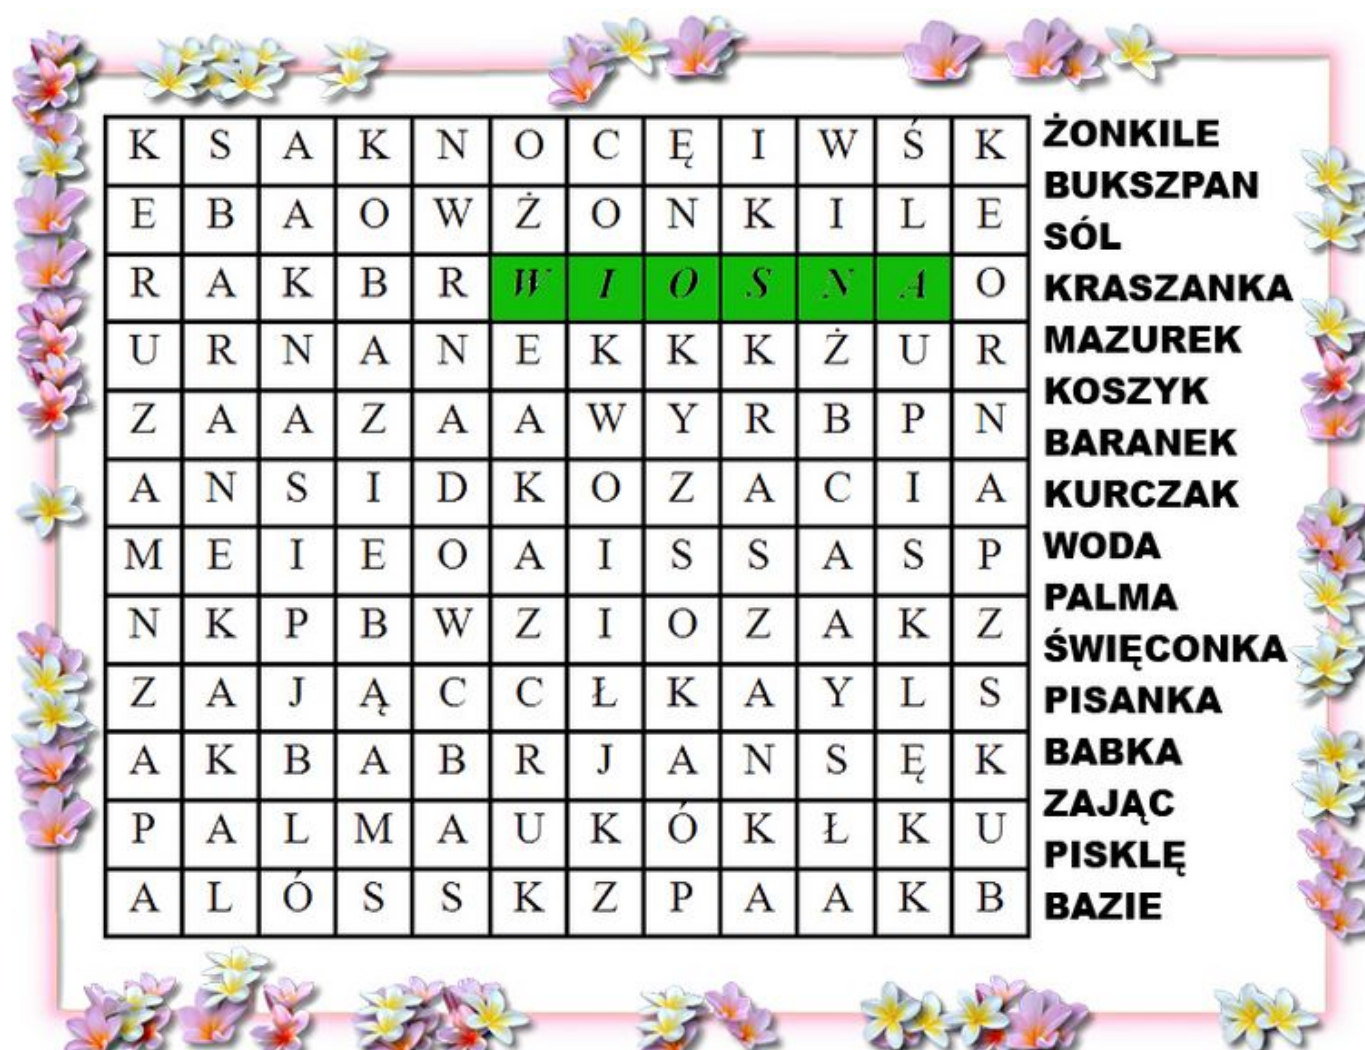 K S A K N O C Ę I W Ś K
E B A O W Ż O N K I L E
R A K B R W I O S N A O
U R N A N E K K K Ż U R
Z A A Z A A W Y R B P N
A N S I D K O Z A C I A
M E I E O A I S S A S P
N K P B W Z I O Z A K Z
Z A J Ą C C Ł K A Y L S
A K B A B R J A N S Ę K
P A L M A U K Ó K Ł K U
A L Ó S S K Z P A A K B
ŻONKILE
BUKSZPAN
SÓL
KRASZANKA
MAZUREK
KOSZYK
BARANEK
KURCZAK
WODA
PALMA
ŚWIĘCONKA
PISANKA
BABKA
ZAJĄC
PISKLĘ
BAZIE